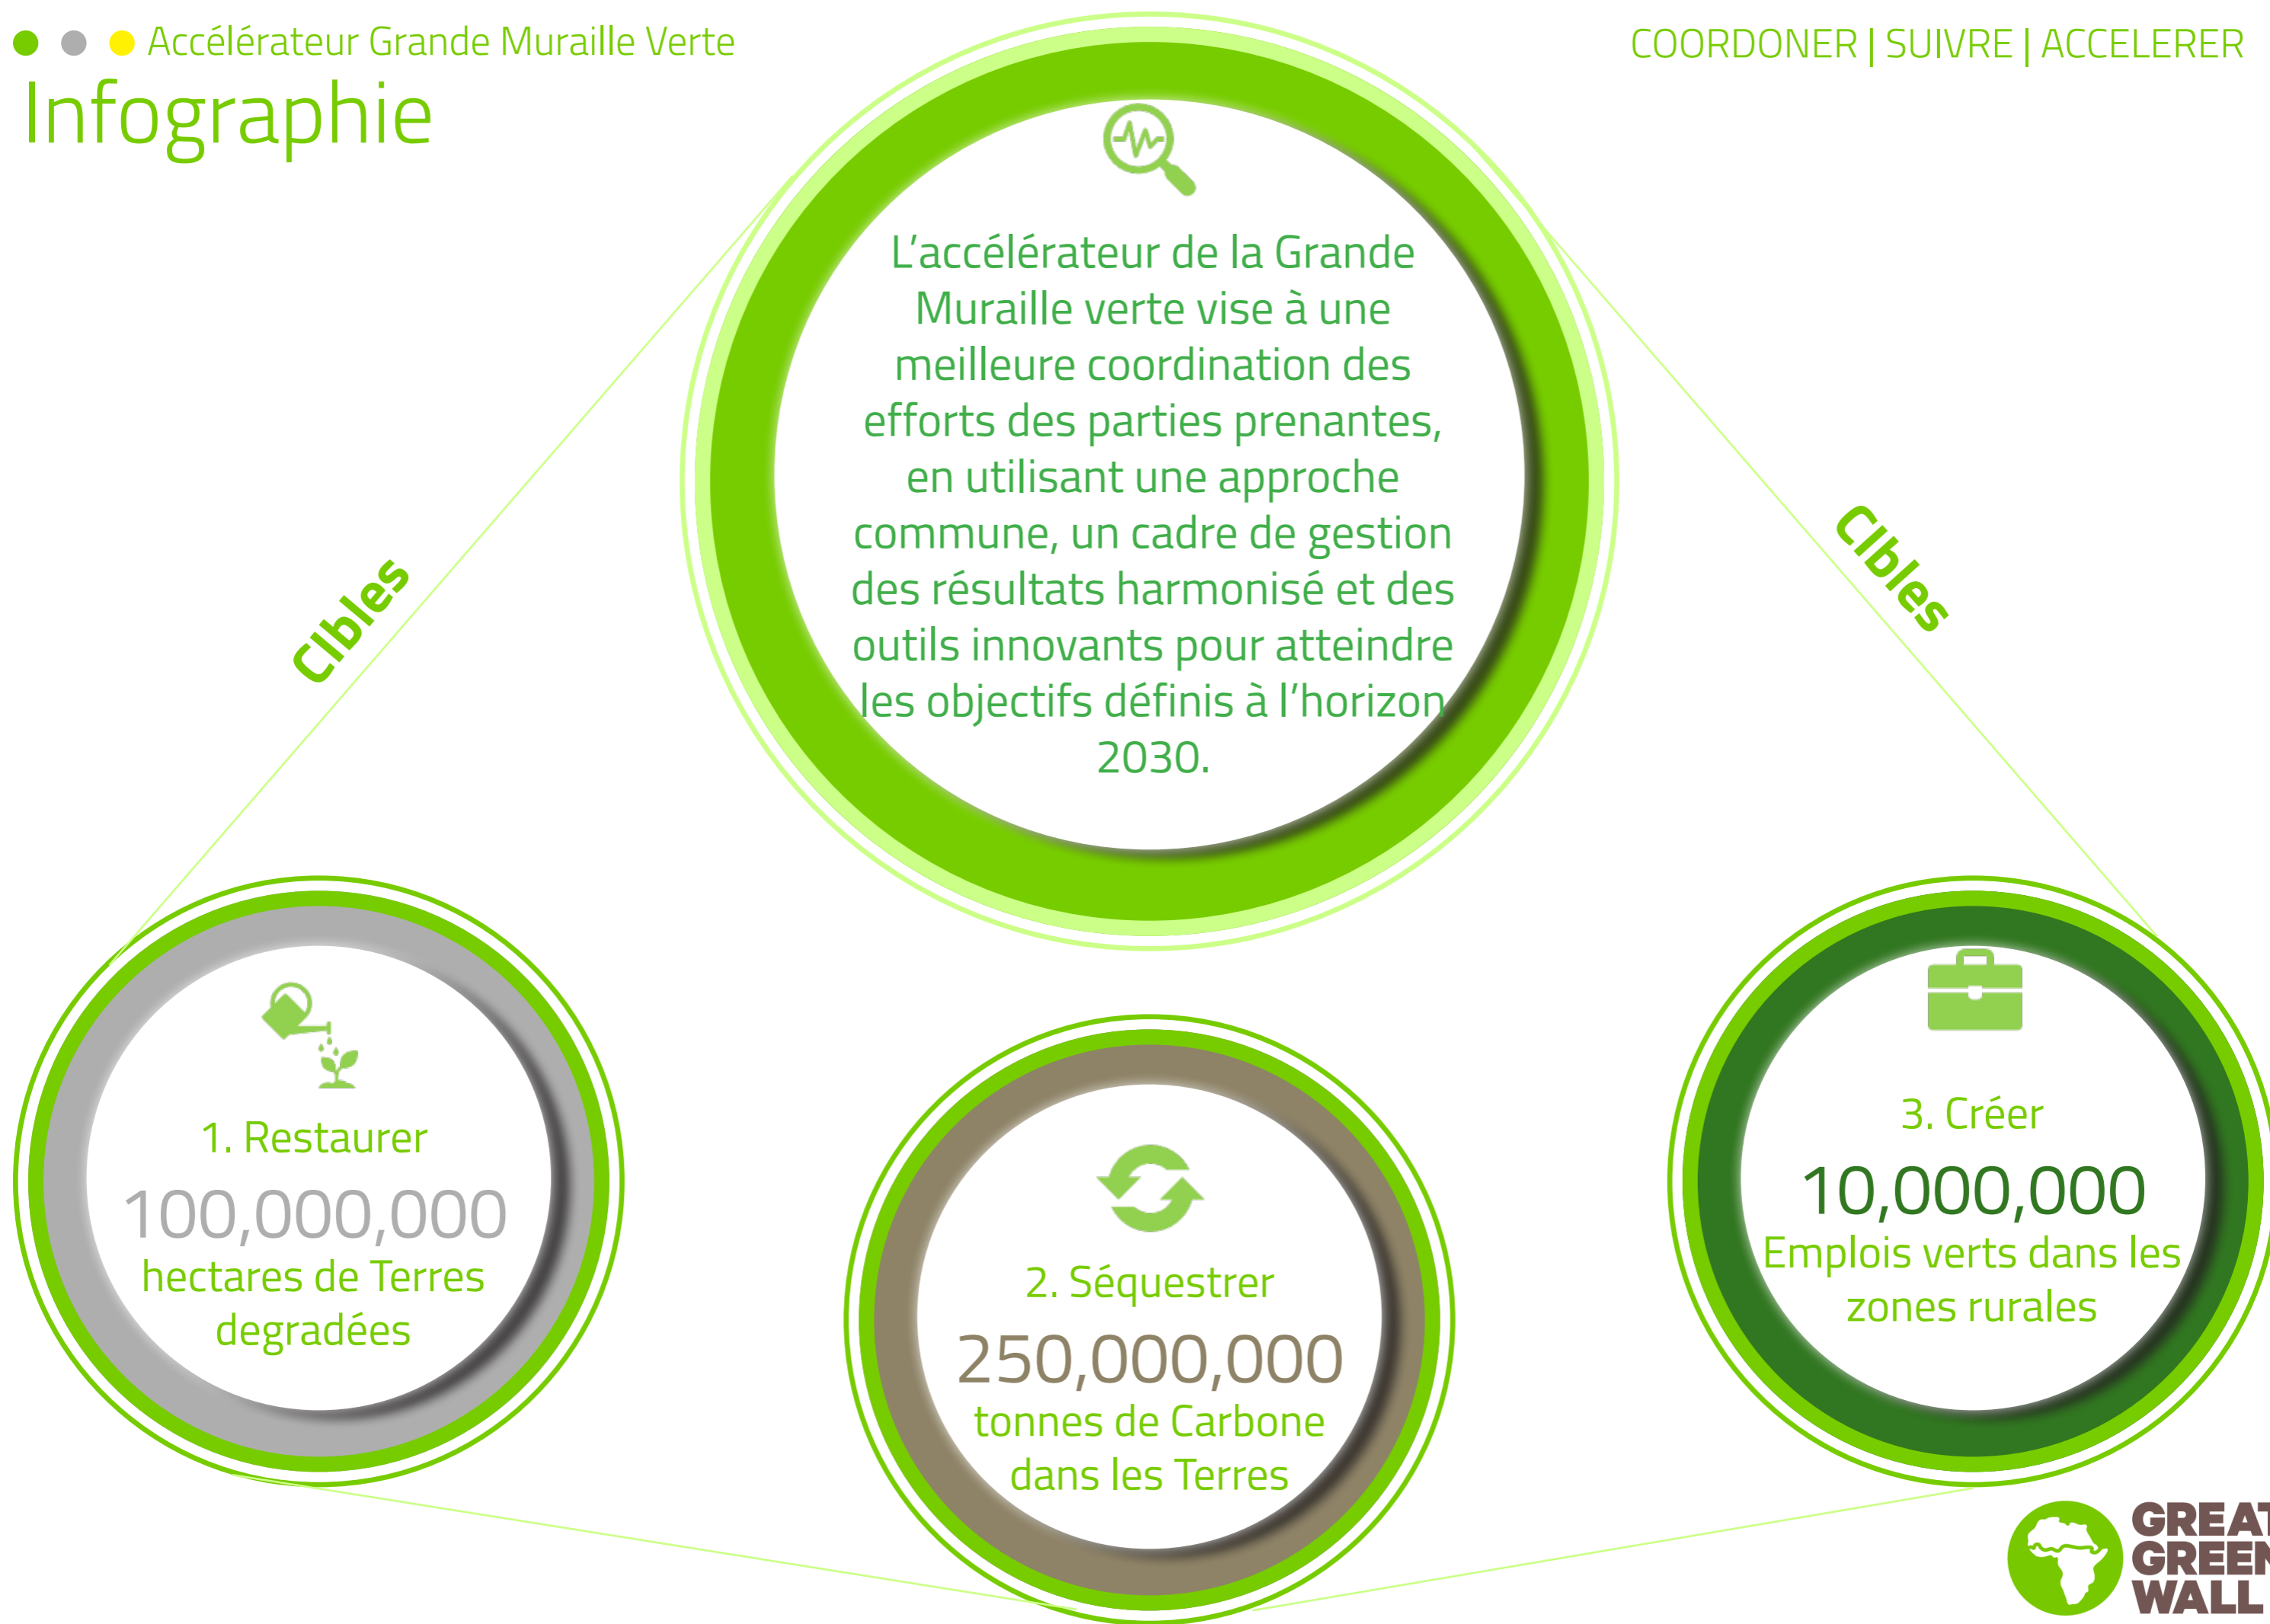 Accélérateur Grande Muraille Verte
Infographie
COORDONER | SUIVRE | ACCELERER
L'accélérateur de la Grande
Muraille verte vise à une
meilleure coordination des
efforts des parties prenantes,
en utilisant une approche
commune, un cadre de gestion
des résultats harmonisé et des
outils innovants pour atteindre
les objectifs définis à l'horizon
2030.
CIbles
CIbles
1. Restaurer
100,000,000
hectares de Terres
degradées
2. Séquestrer
250,000,000
tonnes de Carbone
dans les Terres
3. Créer
10,000,000
Emplois verts dans les
zones rurales
GREAT
GREEN
WALL